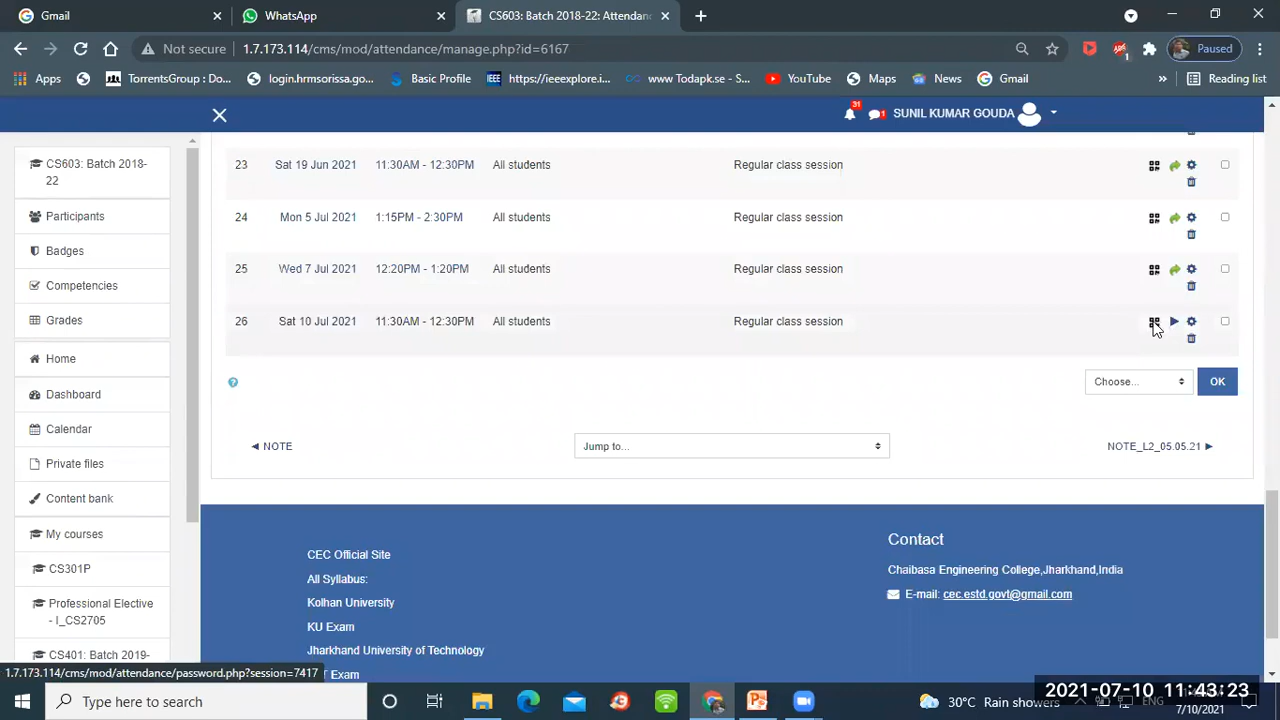 Gmail
WhatsApp
CS603: Batch 2018-22: Attendanc
Not secure
1.7.173.114/cms/mod/attendance/manage.php?id=6167
Paused
Apps
TorrentsGroup : Do...
login.hrmsorissa.go...
Basic Profile
https://ieeexplore.i...
www Todapk.cc - S...
YouTube
Maps
News
Gmail
Reading list
31
1
SUNIL KUMAR GOUDA
CS603: Batch 2018-22
Participants
Badges
Competencies
Grades
Home
Dashboard
Calendar
Private files
Content bank
My courses
CS301P
Professional Elective - I_CS2705
CS401: Batch 2019-
23 Sat 19 Jun 2021 11:30AM - 12:30PM All students Regular class session
24 Mon 5 Jul 2021 1:15PM - 2:30PM All students Regular class session
25 Wed 7 Jul 2021 12:20PM - 1:20PM All students Regular class session
26 Sat 10 Jul 2021 11:30AM - 12:30PM All students Regular class session
Choose...
OK
NOTE
Jump to...
NOTE_L2_05.05.21
CEC Official Site
All Syllabus:
Kolhan University
KU Exam
Jharkhand University of Technology
T Exam
Contact
Chaibasa Engineering College,Jharkhand,India
E-mail: cec.estd.govt@gmail.com
1.7.173.114/cms/mod/attendance/password.php?session=7417
Type here to search
30°C Rain showers
ENG
2021-07-10 11:43:23
7/10/2021